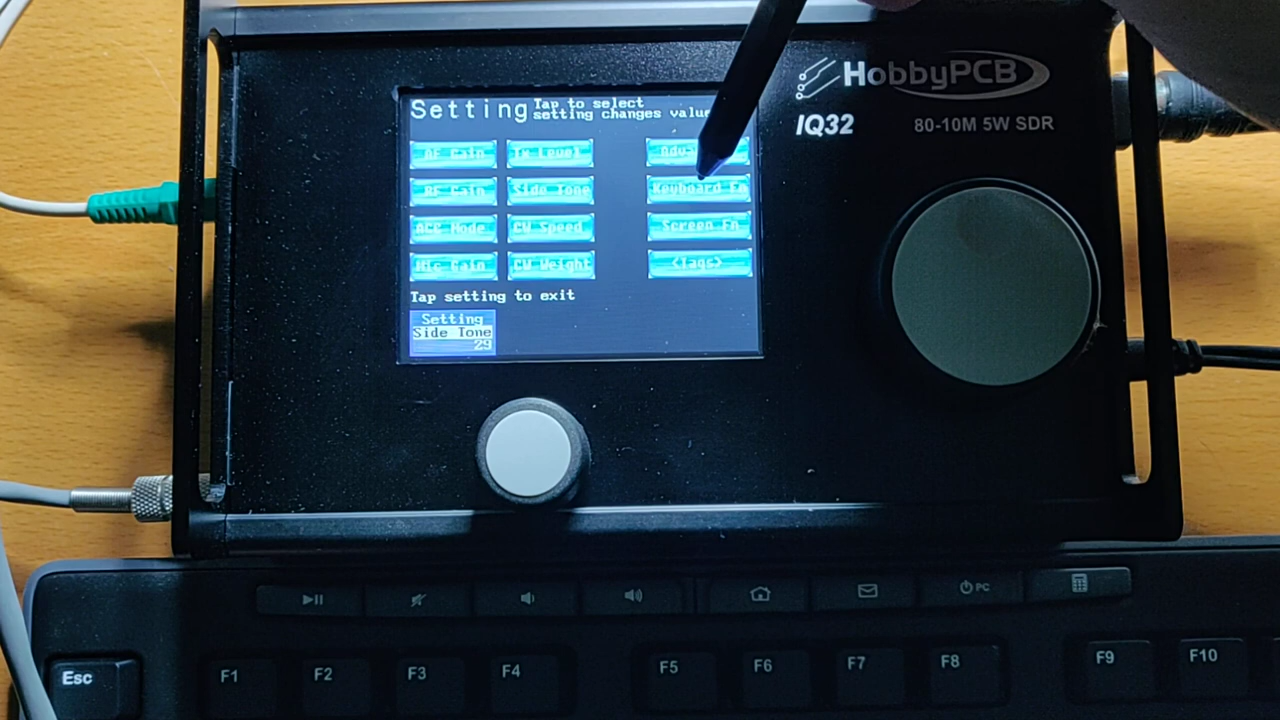 Setting Tap to select
setting changes value
AF Gain Tx Level
RF Gain Side Tone Keyboard Fn
AGC Mode CW Speed Screen Fn
Mic Gain CW Weight <Tags>
Tap setting to exit
Setting
Side Tone
29
HobbyPCB
IQ32 80-10M 5W SDR
PC
Esc F1 F2 F3 F4 F5 F6 F7 F8 F9 F10